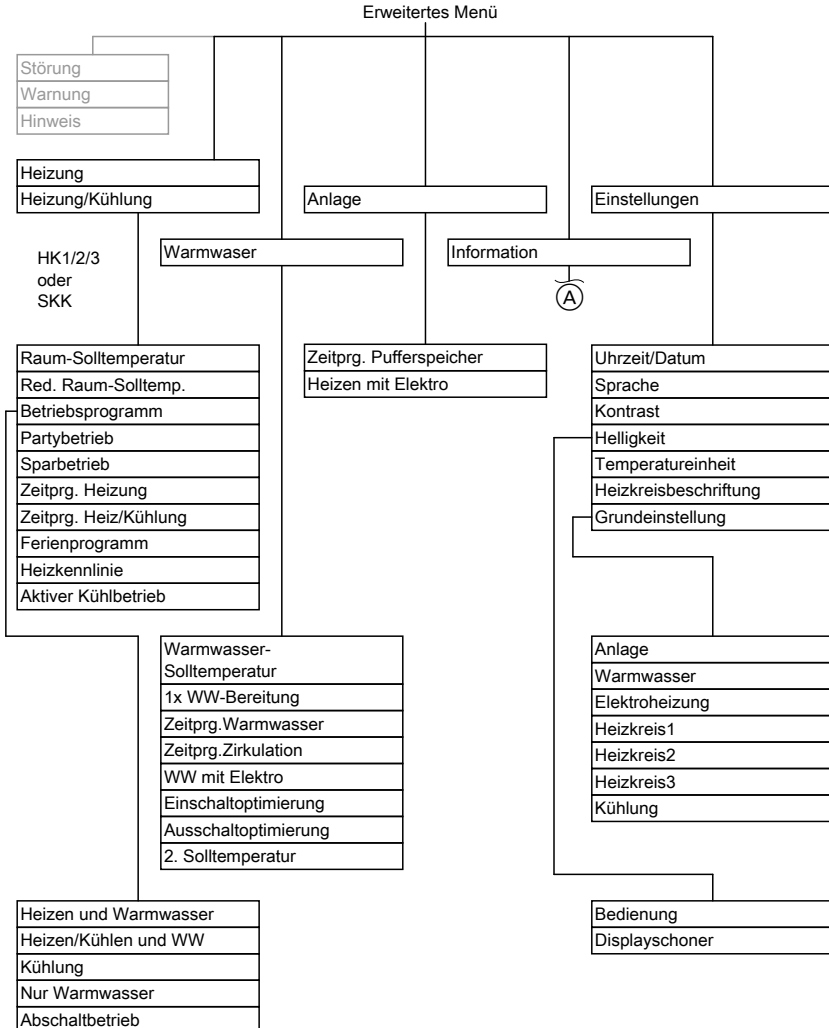 Erweitertes Menü
Störung
Warnung
Hinweis
Heizung
Heizung/Kühlung
Anlage
Einstellungen
HK1/2/3
oder
SKK
Warmwaser
Information
A
Raum-Solltemperatur
Red. Raum-Solltemp.
Betriebsprogramm
Partybetrieb
Sparbetrieb
Zeitprg. Heizung
Zeitprg. Heiz/Kühlung
Ferienprogramm
Heizkennlinie
Aktiver Kühlbetrieb
Zeitprg. Pufferspeicher
Heizen mit Elektro
Uhrzeit/Datum
Sprache
Kontrast
Helligkeit
Temperatureinheit
Heizkreisbeschriftung
Grundeinstellung
Warmwasser-
Solltemperatur
1x WW-Bereitung
Zeitprg.Warmwasser
Zeitprg.Zirkulation
WW mit Elektro
Einschaltoptimierung
Ausschaltoptimierung
2. Solltemperatur
Anlage
Warmwasser
Elektroheizung
Heizkreis1
Heizkreis2
Heizkreis3
Kühlung
Heizen und Warmwasser
Heizen/Kühlen und WW
Kühlung
Nur Warmwasser
Abschaltbetrieb
Bedienung
Displayschoner